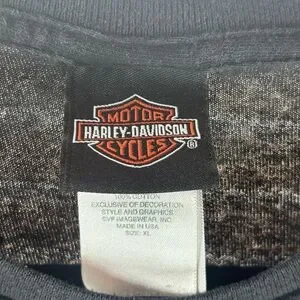 MOTOR
HARLEY-DAVIDSON
CYCLES
®
100% COTTON
EXCLUSIVE OF DECORATION
STYLE AND GRAPHICS
SVP IMAGEWEAR, INC.
MADE IN USA
SIZE: XL